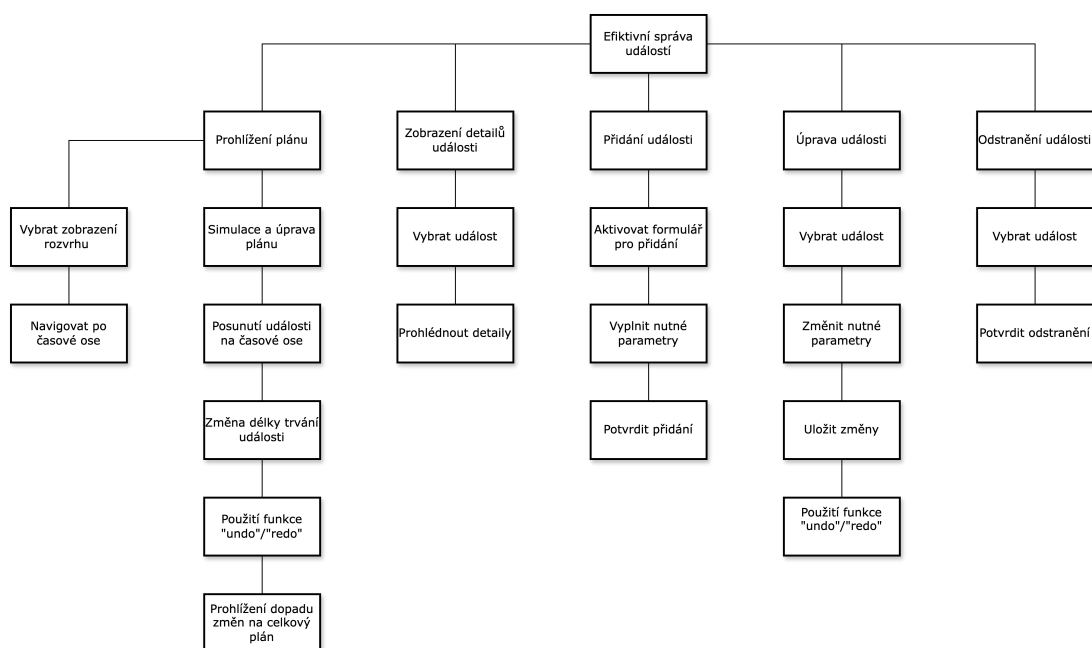 Efiktivní správa
událostí
Prohlížení plánu
Zobrazení detailů
události
Přidání události
Úprava události
Odstranění události
Vybrat zobrazení
rozvrhu
Simulace a úprava
plánu
Vybrat událost
Aktivovat formulář
pro přidání
Vybrat událost
Vybrat událost
Navigovat po
časové ose
Posunutí události
na časové ose
Prohlédnout detaily
Vyplnit nutné
parametry
Změnit nutné
parametry
Potvrdit odstranění
Změna délky trvání
události
Potvrdit přidání
Uložit změny
Použití funkce
"undo"/"redo"
Použití funkce
"undo"/"redo"
Prohlížení dopadu
změn na celkový
plán